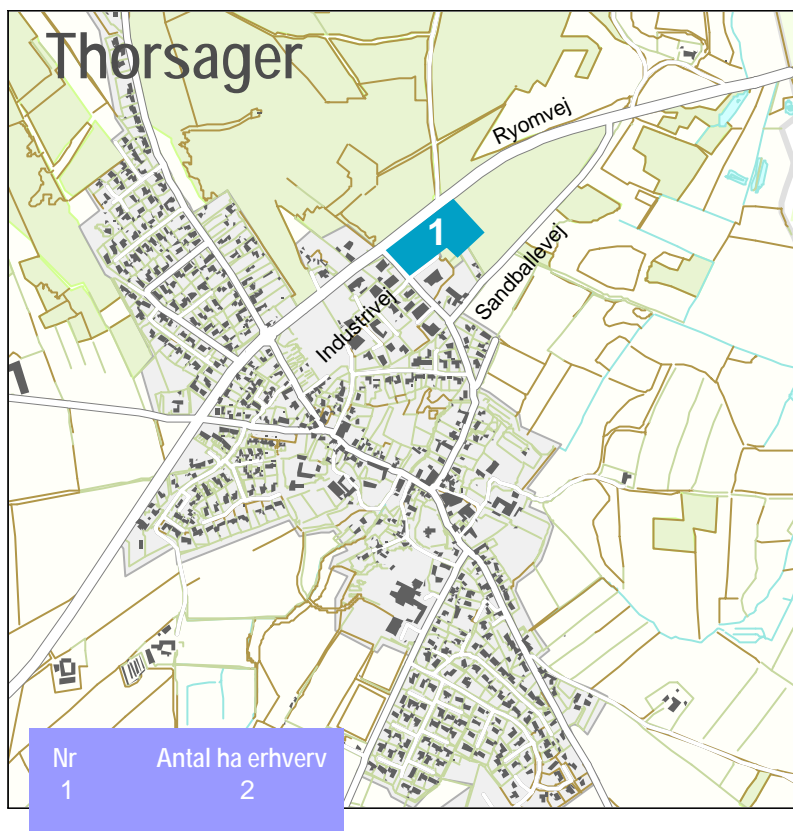 Thorsager
Ryomvej
1
Sandballevej
Industrivej
Nr Antal ha erhverv
1 2